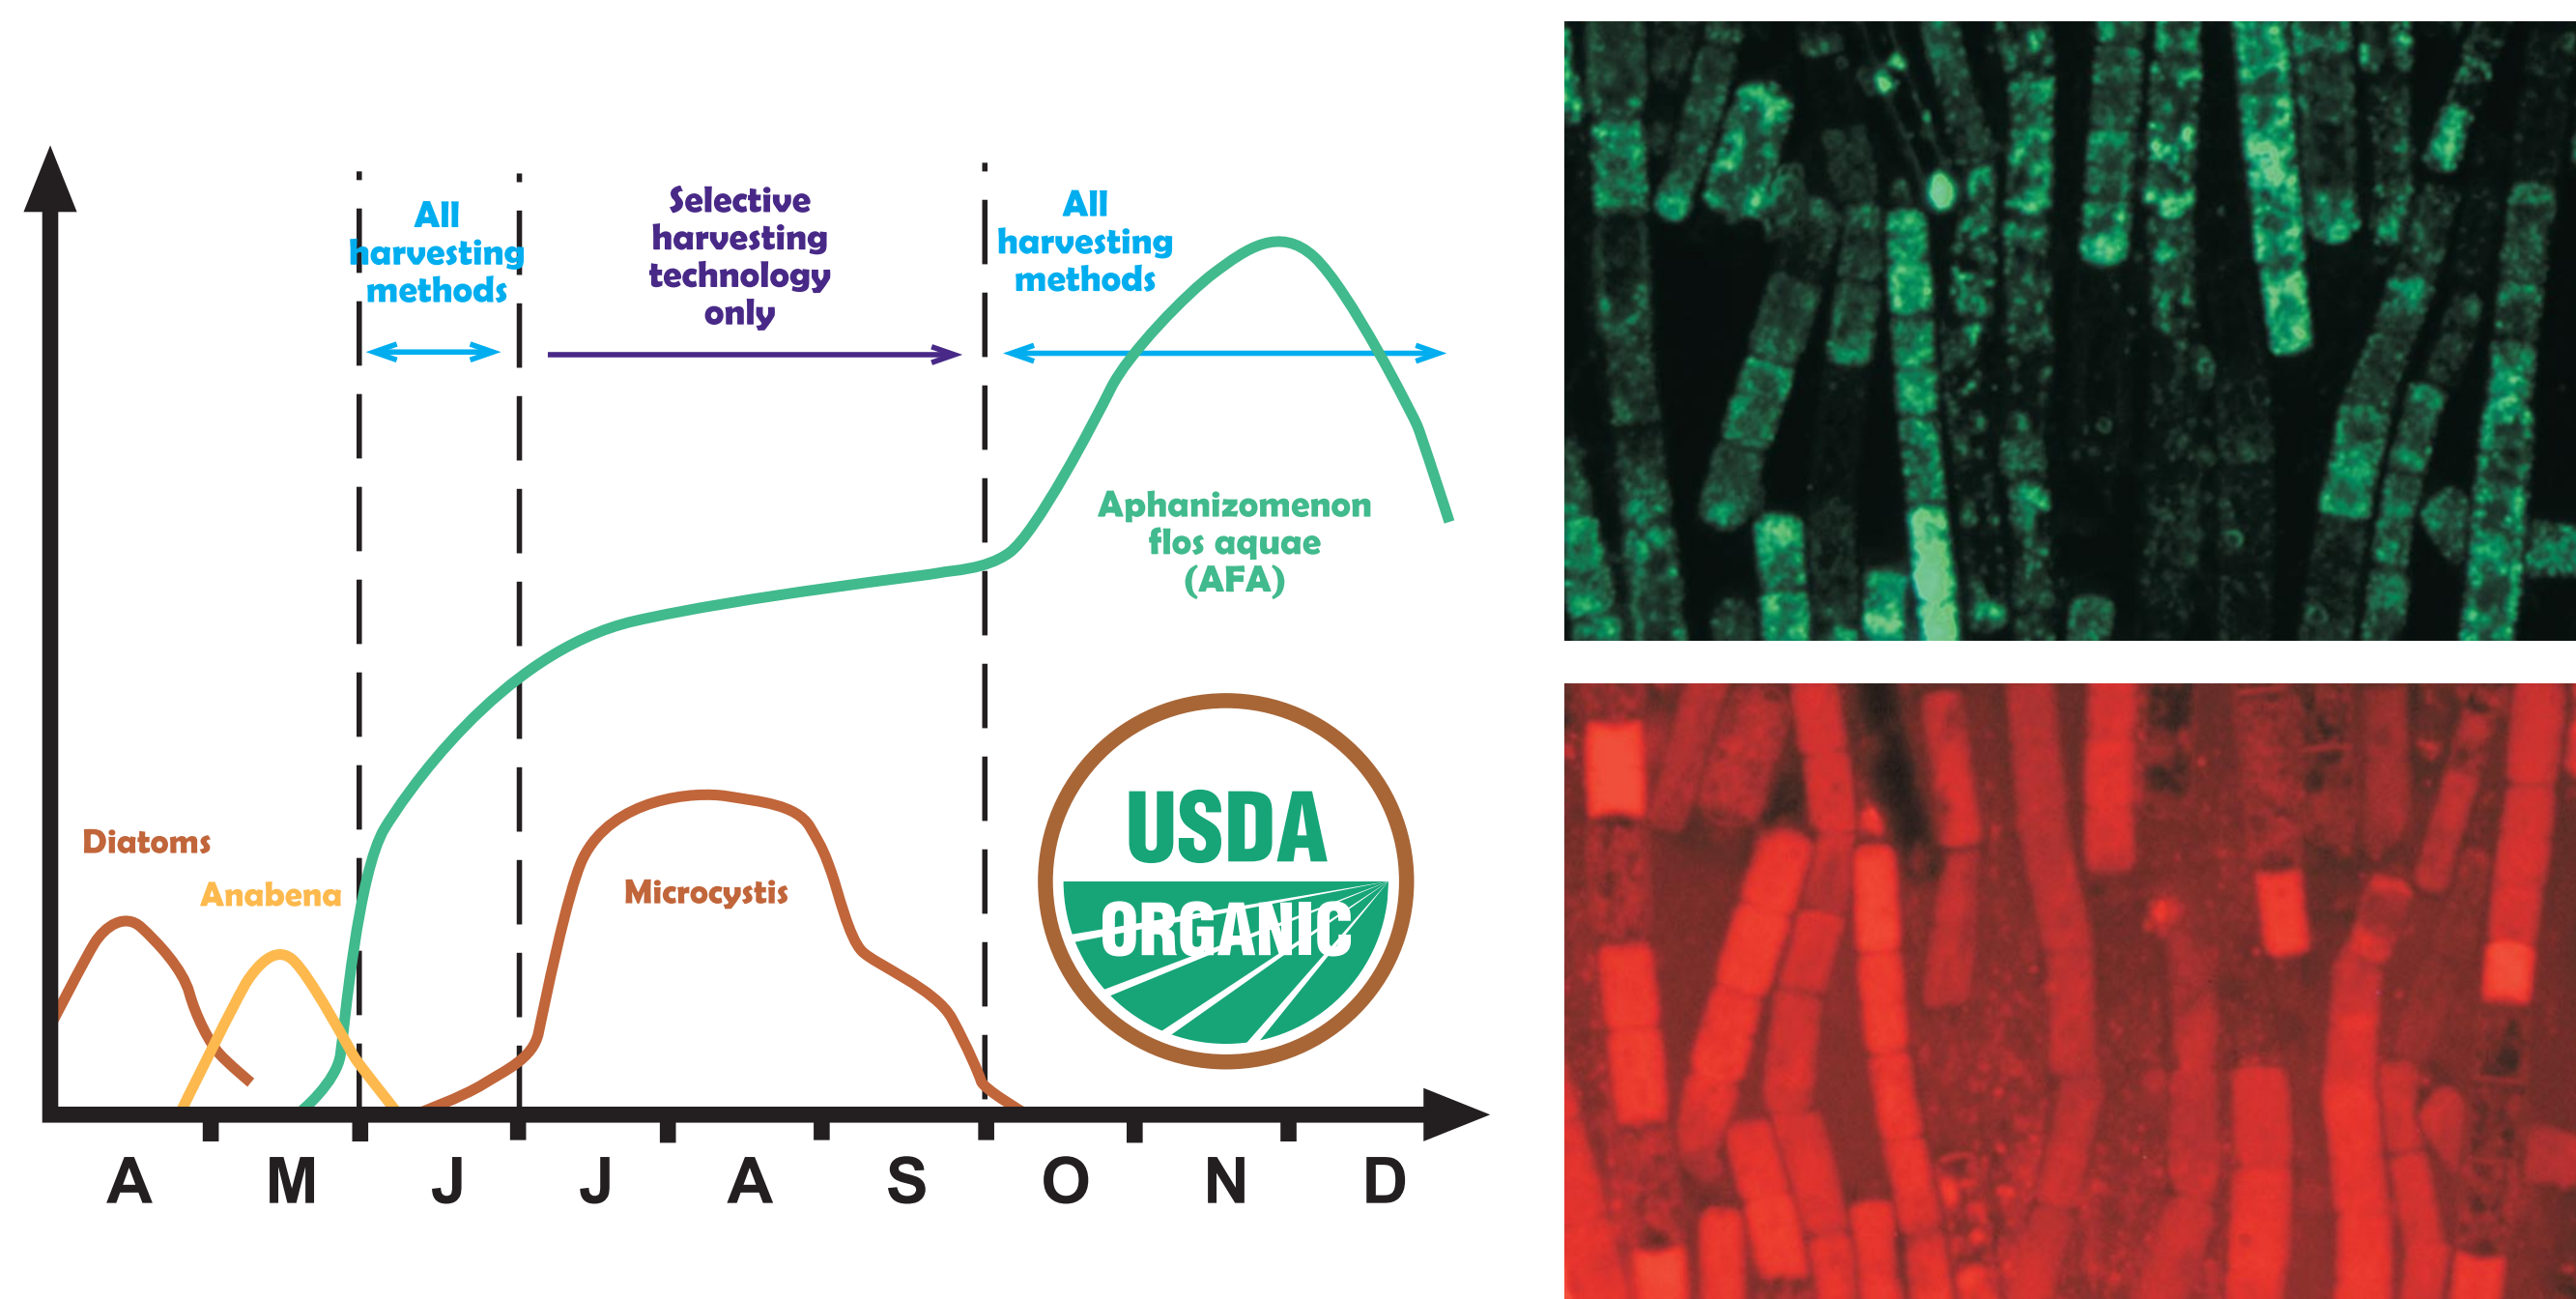 All
harvesting
methods
Selective
harvesting
technology
only
All
harvesting
methods
Aphanizomenon
flos aquae
(AFA)
Diatoms
Anabena
Microcystis
USDA
ORGANIC
A M J J A S O N D